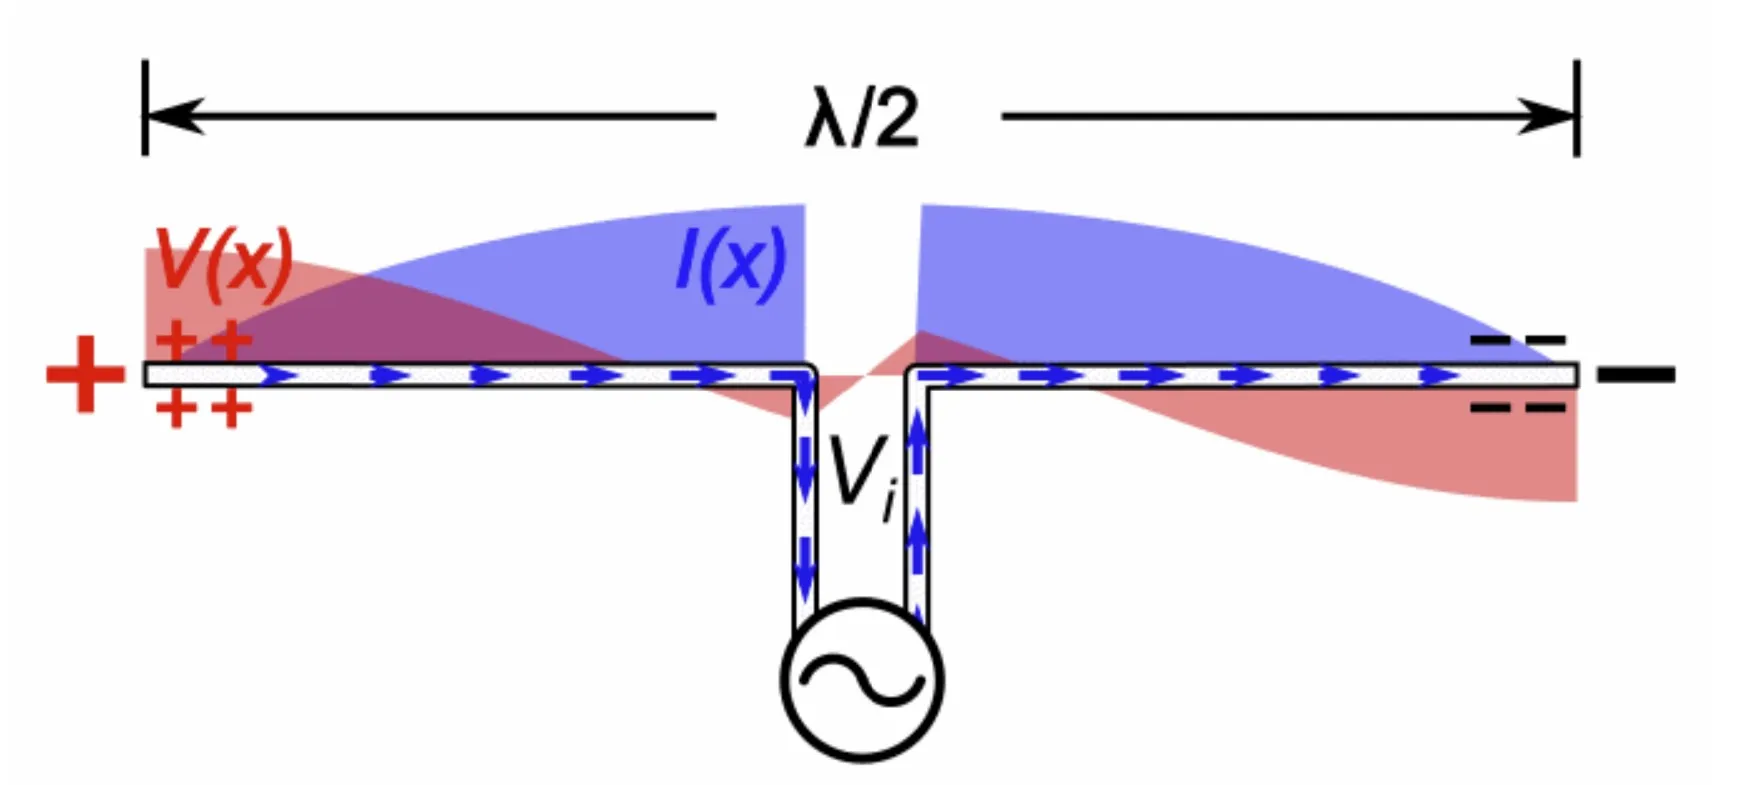 λ/2
V(x) I(x)
+ + + −− 
+ −
+ + −−
V_i